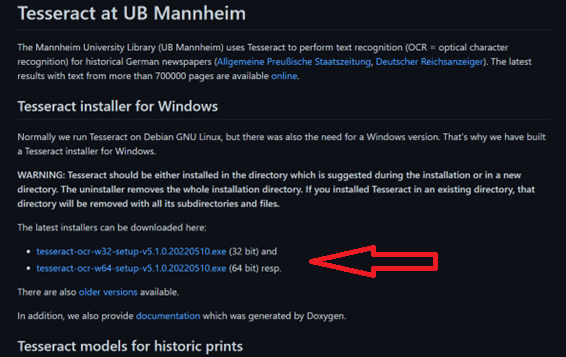 Tesseract at UB Mannheim
The Mannheim University Library (UB Mannheim) uses Tesseract to perform text recognition (OCR = optical character
recognition) for historical German newspapers (Allgemeine Preußische Staatszeitung, Deutscher Reichsanzeiger). The latest
results with text from more than 700000 pages are available online.
Tesseract installer for Windows
Normally we run Tesseract on Debian GNU Linux, but there was also the need for a Windows version. That's why we have built
a Tesseract installer for Windows.
WARNING: Tesseract should be either installed in the directory which is suggested during the installation or in a new
directory. The uninstaller removes the whole installation directory. If you installed Tesseract in an existing directory, that
directory will be removed with all its subdirectories and files.
The latest installers can be downloaded here:
• tesseract-ocr-w32-setup-v5.1.0.20220510.exe (32 bit) and
• tesseract-ocr-w64-setup-v5.1.0.20220510.exe (64 bit) resp.
There are also older versions available.
In addition, we also provide documentation which was generated by Doxygen.
Tesseract models for historic prints